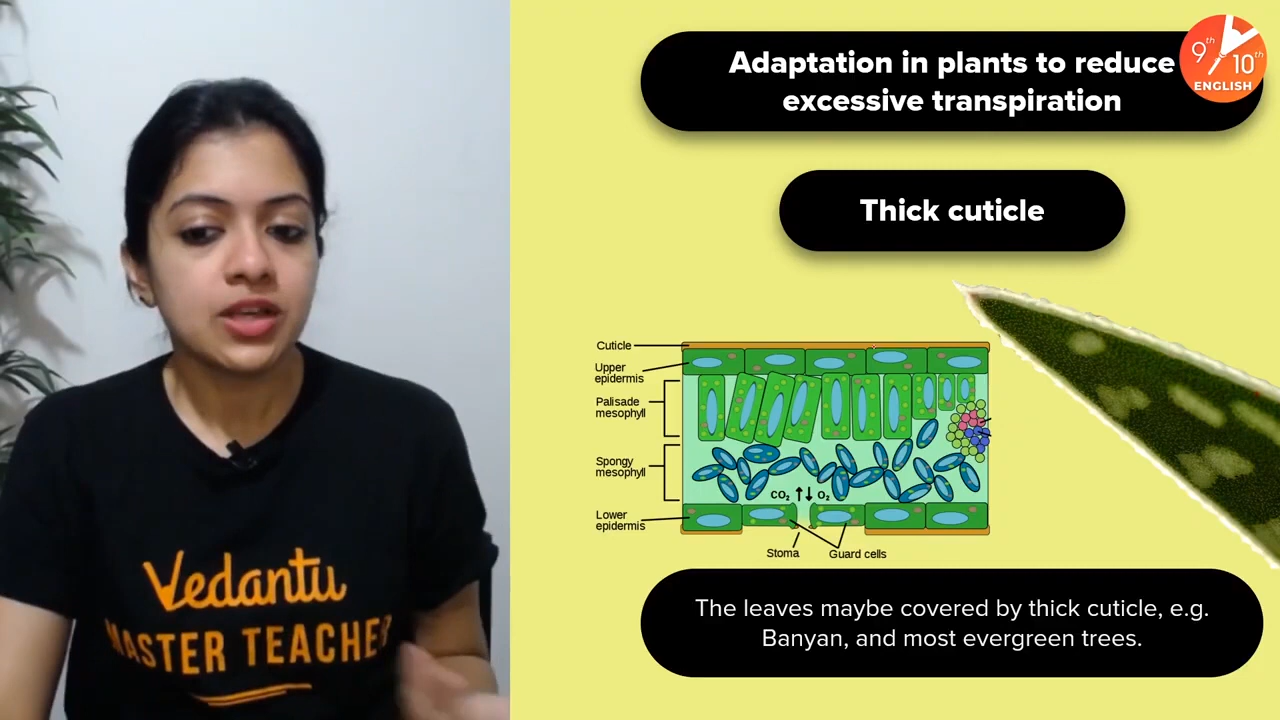 Adaptation in plants to reduce
excessive transpiration
9th
10th
ENGLISH
Thick cuticle
Cuticle
Upper
epidermis
Palisade
mesophyll
Spongy
mesophyll
CO₂
O₂
Lower
epidermis
Stoma
Guard cells
Vedantu
MASTER TEACHER
The leaves maybe covered by thick cuticle, e.g.
Banyan, and most evergreen trees.